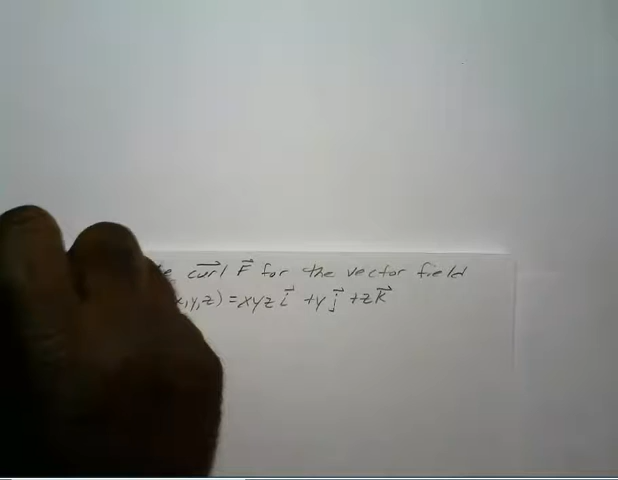 curl F⃗ for the vector field
x,y,z) = xyz i⃗ + y j⃗ + z k⃗